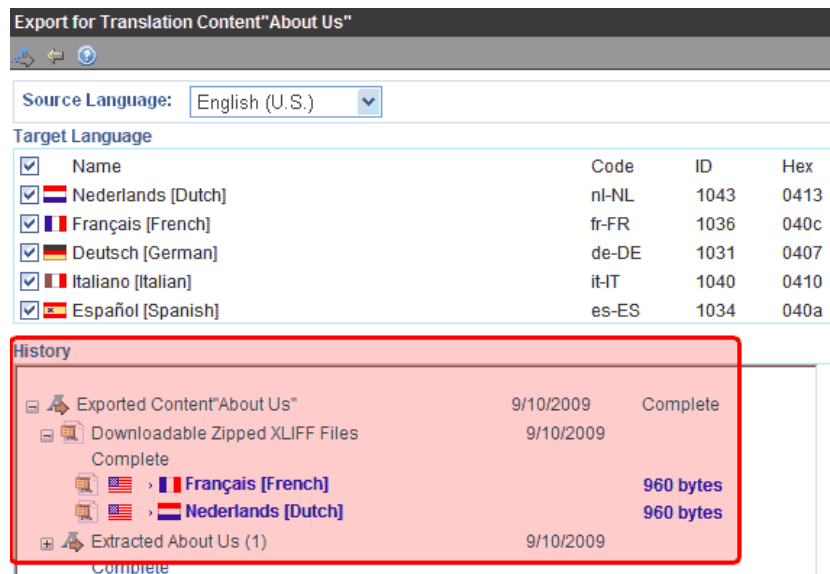 Export for Translation Content"About Us"
Source Language: English (U.S.)
Target Language
Name Code ID Hex
Nederlands [Dutch] nl-NL 1043 0413
Français [French] fr-FR 1036 040c
Deutsch [German] de-DE 1031 0407
Italiano [Italian] it-IT 1040 0410
Español [Spanish] es-ES 1034 040a
History
Exported Content"About Us" 9/10/2009 Complete
Downloadable Zipped XLIFF Files 9/10/2009
Complete
› Français [French] 960 bytes
› Nederlands [Dutch] 960 bytes
Extracted About Us (1) 9/10/2009
Complete